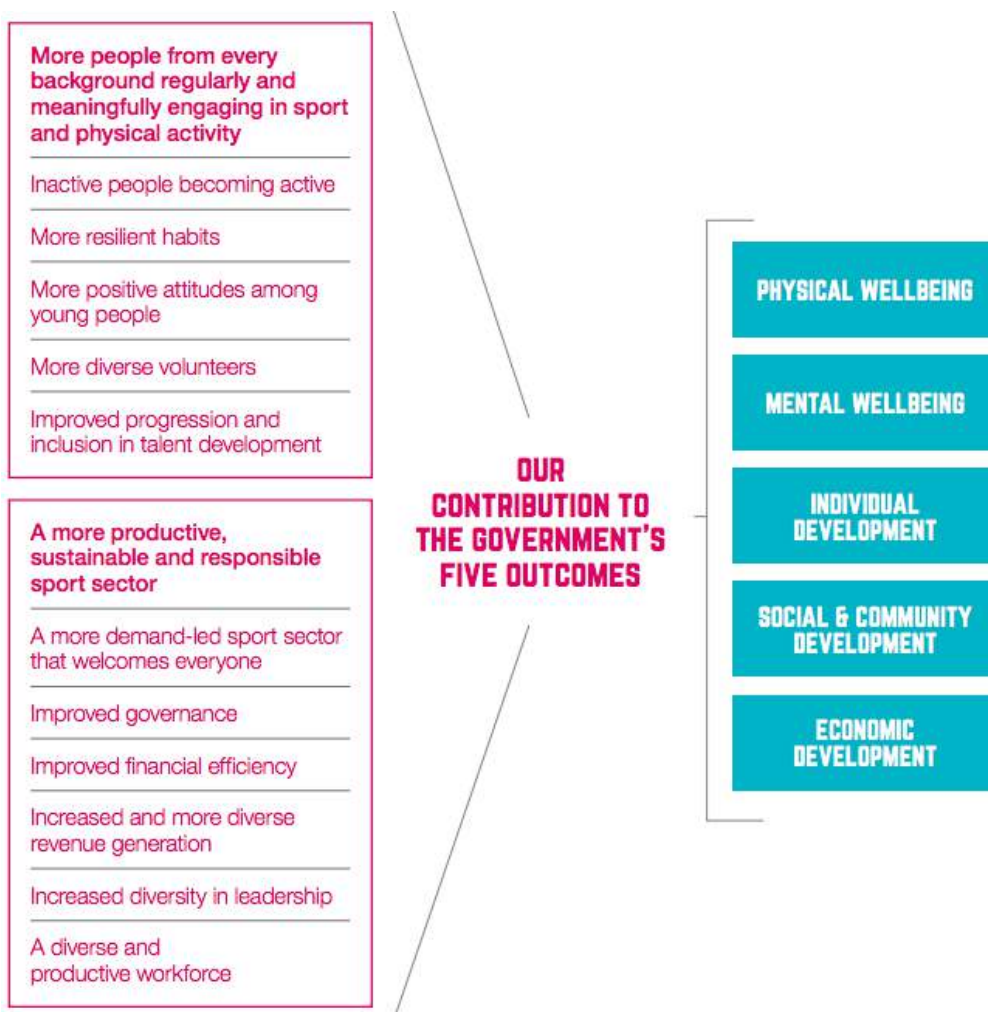 More people from every
background regularly and
meaningfully engaging in sport
and physical activity
Inactive people becoming active
More resilient habits
More positive attitudes among
young people
More diverse volunteers
Improved progression and
inclusion in talent development
A more productive,
sustainable and responsible
sport sector
A more demand-led sport sector
that welcomes everyone
Improved governance
Improved financial efficiency
Increased and more diverse
revenue generation
Increased diversity in leadership
A diverse and
productive workforce
OUR
CONTRIBUTION TO
THE GOVERNMENT'S
FIVE OUTCOMES
PHYSICAL WELLBEING
MENTAL WELLBEING
INDIVIDUAL
DEVELOPMENT
SOCIAL & COMMUNITY
DEVELOPMENT
ECONOMIC
DEVELOPMENT